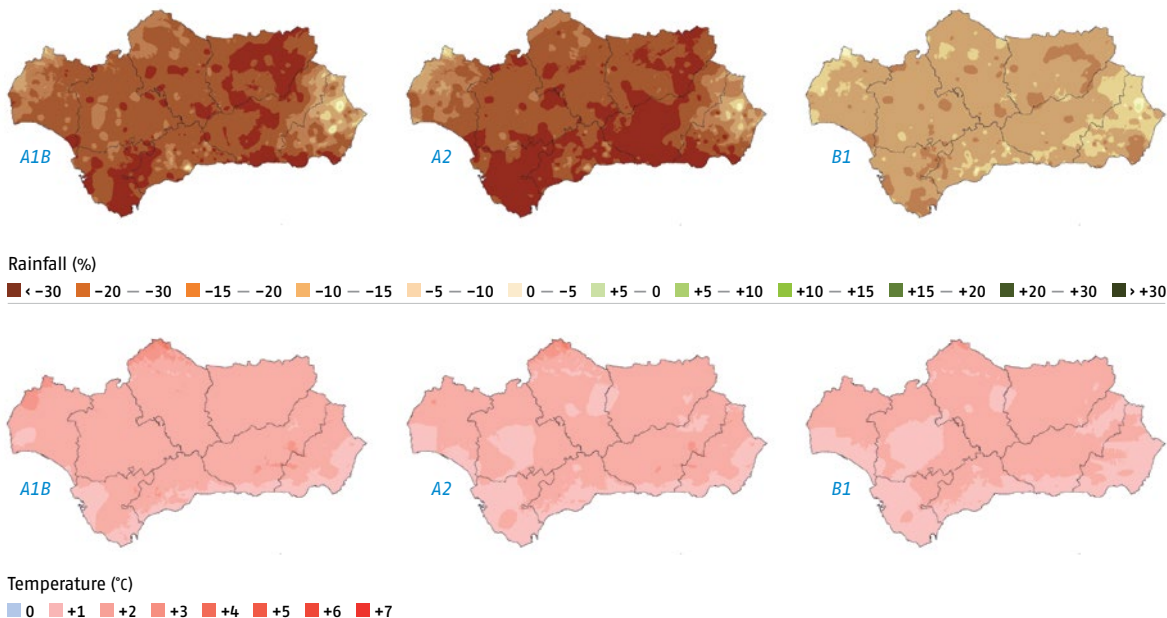 A1B A2 B1
Rainfall (%)
‹ −30 −20 — −30 −15 — −20 −10 — −15 −5 — −10 0 — −5 +5 — 0 +5 — +10 +10 — +15 +15 — +20 +20 — +30 › +30
A1B A2 B1
Temperature (°C)
0 +1 +2 +3 +4 +5 +6 +7